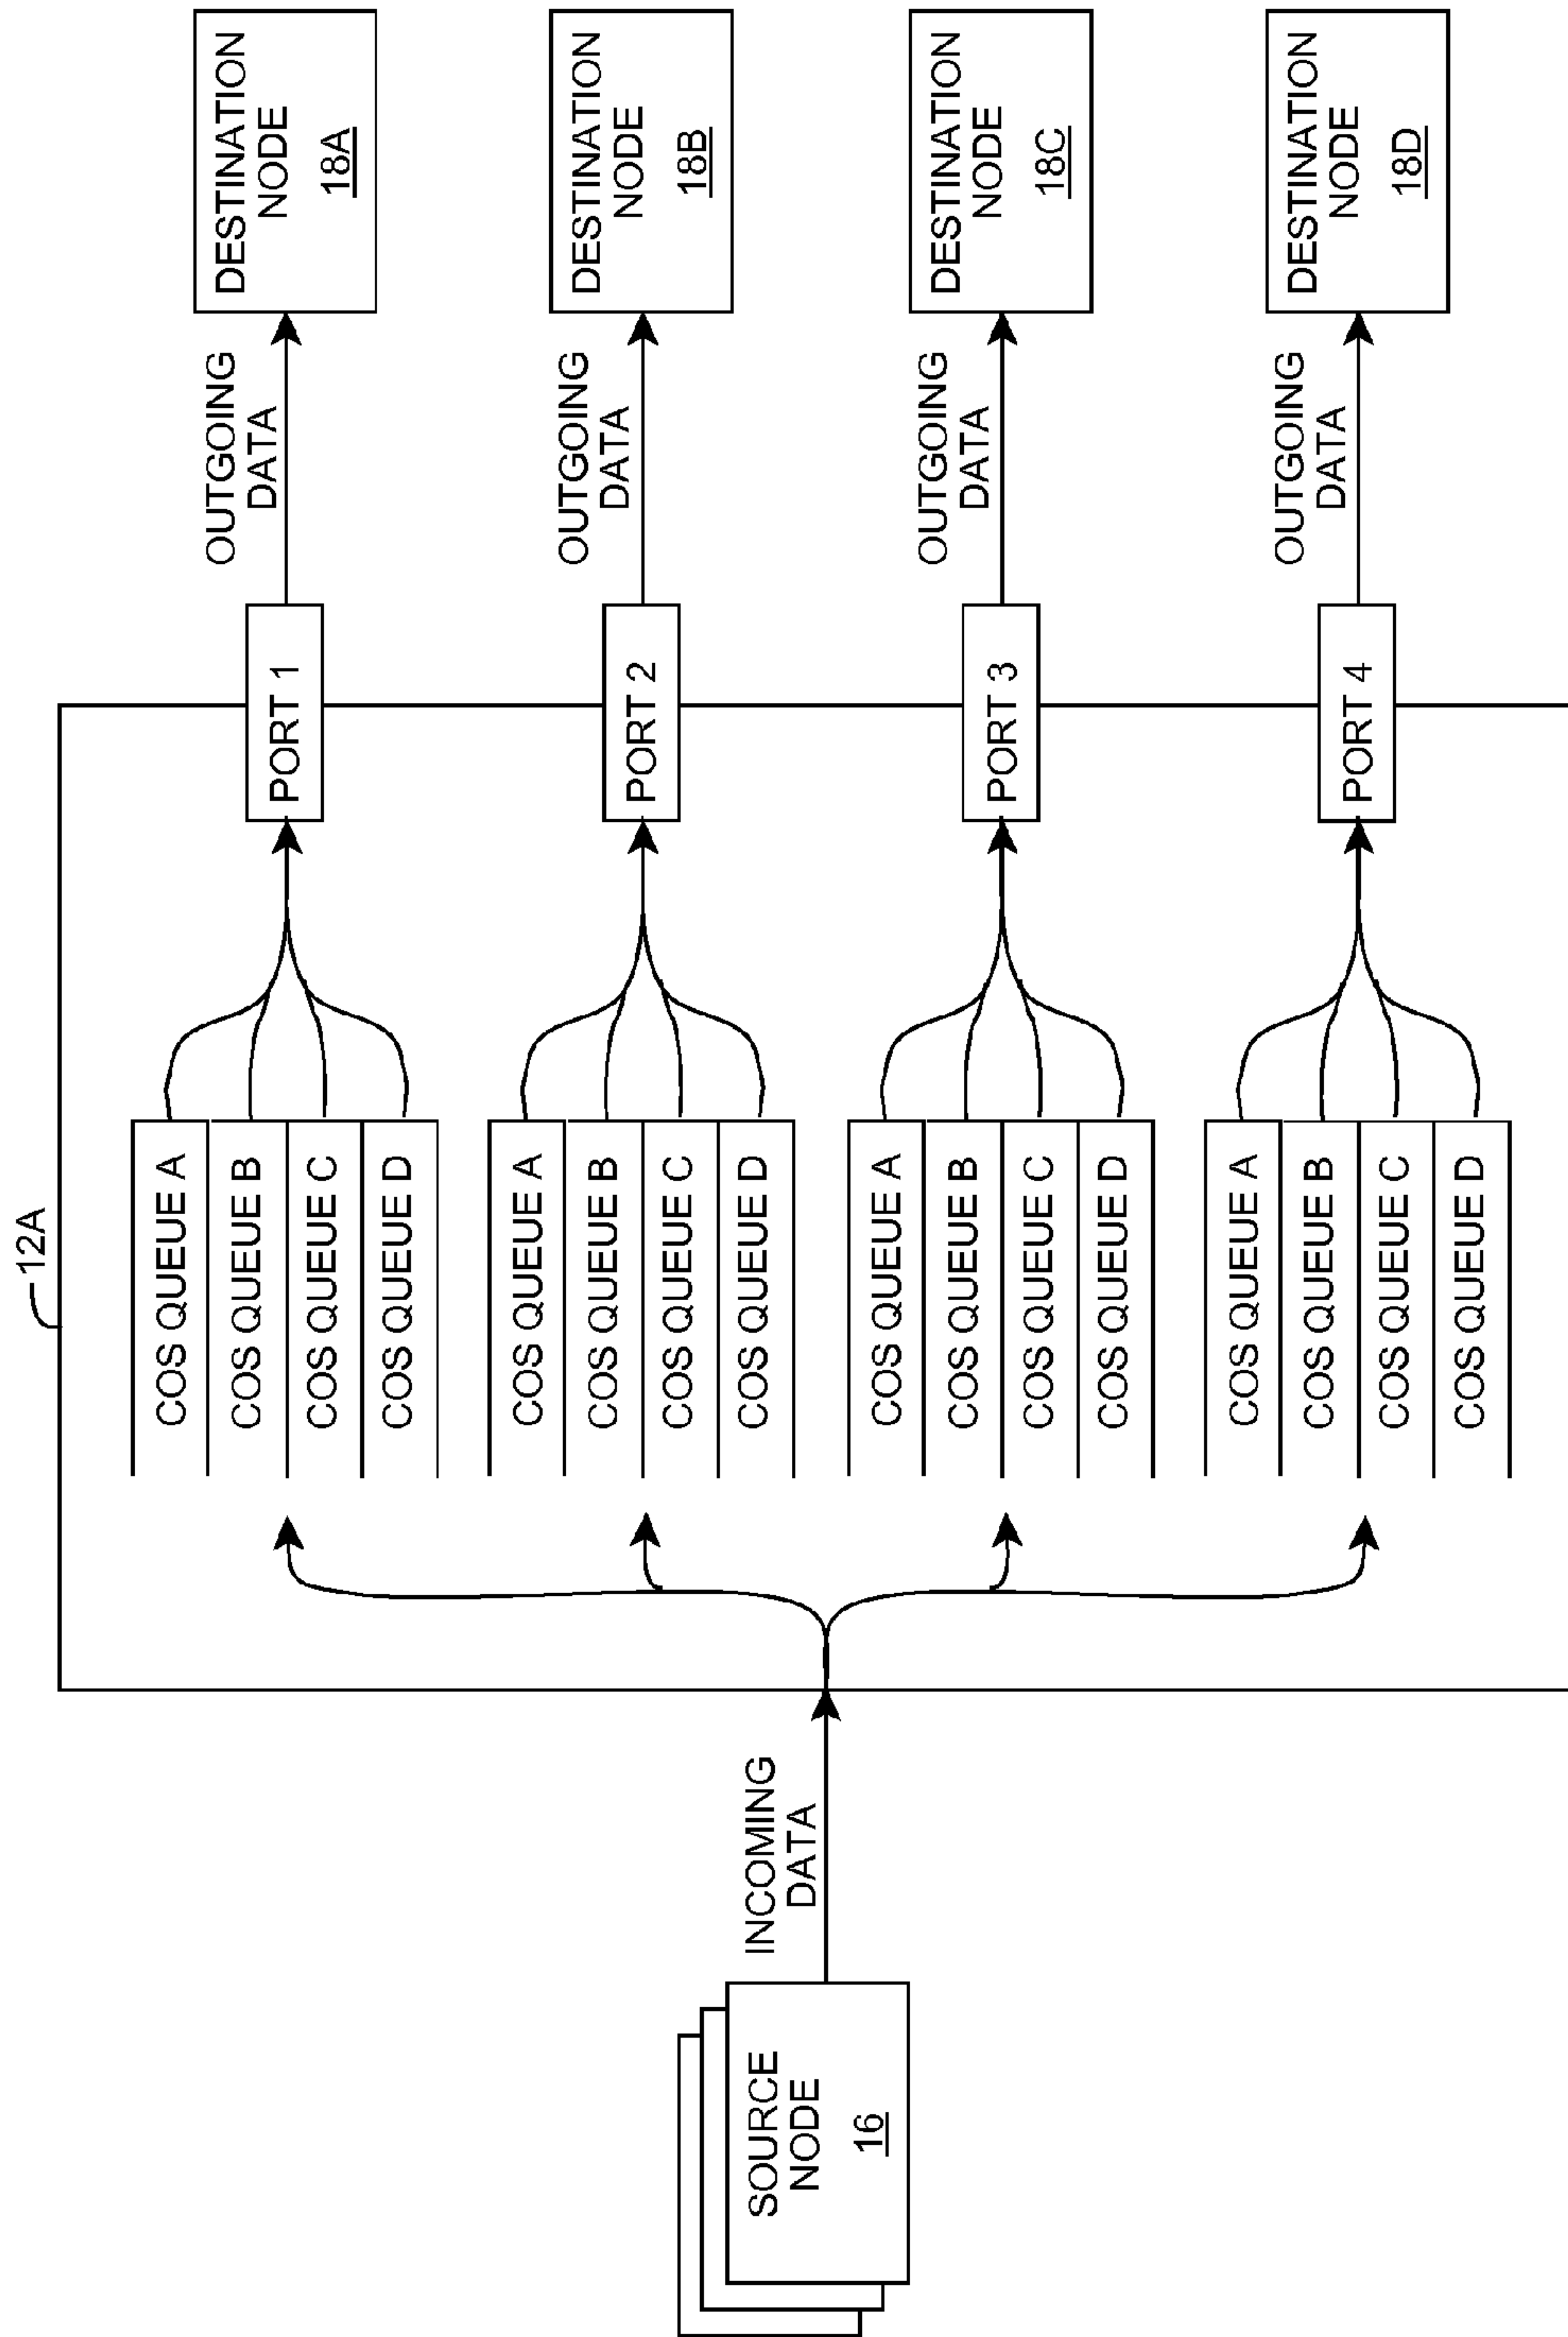 12A
SOURCE
NODE
16
INCOMING
DATA
COS QUEUE A
COS QUEUE B
COS QUEUE C
COS QUEUE D
PORT 1
OUTGOING
DATA
DESTINATION
NODE
18A
COS QUEUE A
COS QUEUE B
COS QUEUE C
COS QUEUE D
PORT 2
OUTGOING
DATA
DESTINATION
NODE
18B
COS QUEUE A
COS QUEUE B
COS QUEUE C
COS QUEUE D
PORT 3
OUTGOING
DATA
DESTINATION
NODE
18C
COS QUEUE A
COS QUEUE B
COS QUEUE C
COS QUEUE D
PORT 4
OUTGOING
DATA
DESTINATION
NODE
18D